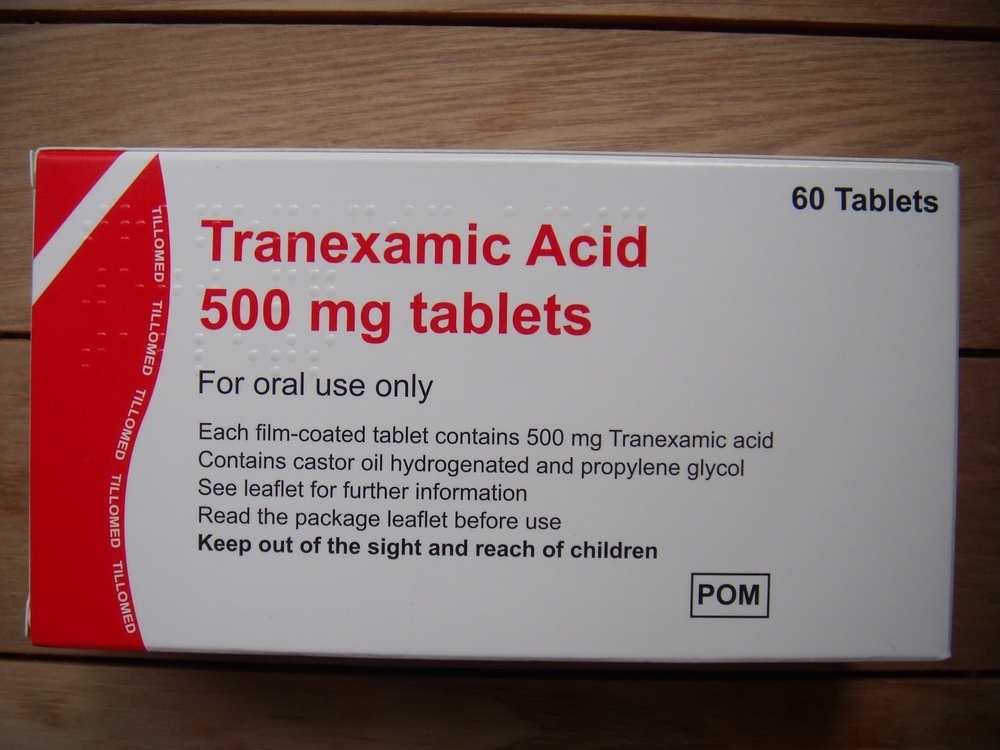 60 Tablets
Tranexamic Acid
500 mg tablets
For oral use only
Each film-coated tablet contains 500 mg Tranexamic acid
Contains castor oil hydrogenated and propylene glycol
See leaflet for further information
Read the package leaflet before use
Keep out of the sight and reach of children
POM
TILLOMED TILLOMED TILLOMED TILLOMED TILLOMED